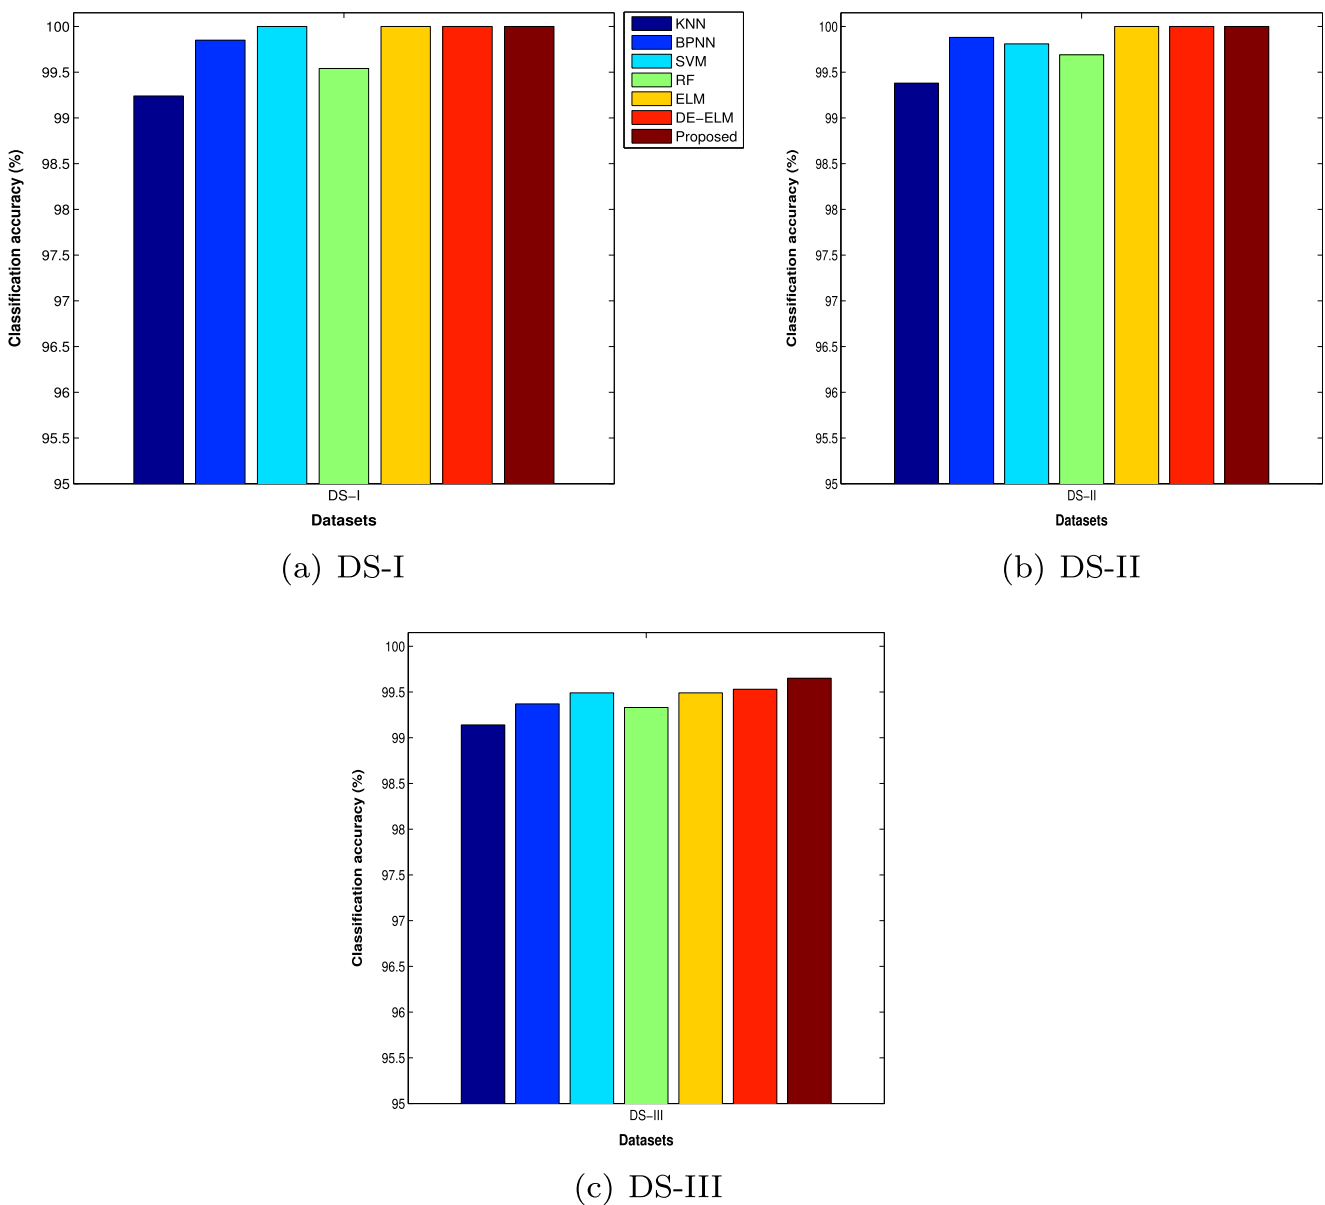 100
99.5
99
98.5
98
97.5
97
96.5
96
95.5
95
Classification accuracy (%)
DS−I
Datasets
(a) DS-I
KNN
BPNN
SVM
RF
ELM
DE−ELM
Proposed
100
99.5
99
98.5
98
97.5
97
96.5
96
95.5
95
Classification accuracy (%)
DS−II
Datasets
(b) DS-II
100
99.5
99
98.5
98
97.5
97
96.5
96
95.5
95
Classification accuracy (%)
DS−III
Datasets
(c) DS-III